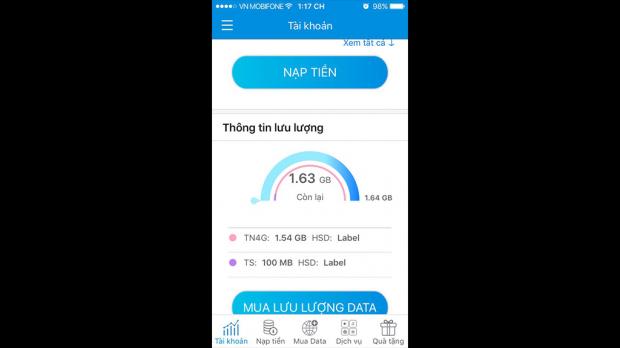 VN MOBIFONE 1:17 CH 98%
Tài khoản
Xem tất cả ↓
NẠP TIỀN
Thông tin lưu lượng
1.63 GB
Còn lại
1.64 GB
TN4G: 1.54 GB HSD: Label
TS: 100 MB HSD: Label
MUA LƯU LƯỢNG DATA
Tài khoản Nạp tiền Mua Data Dịch vụ Quà tặng